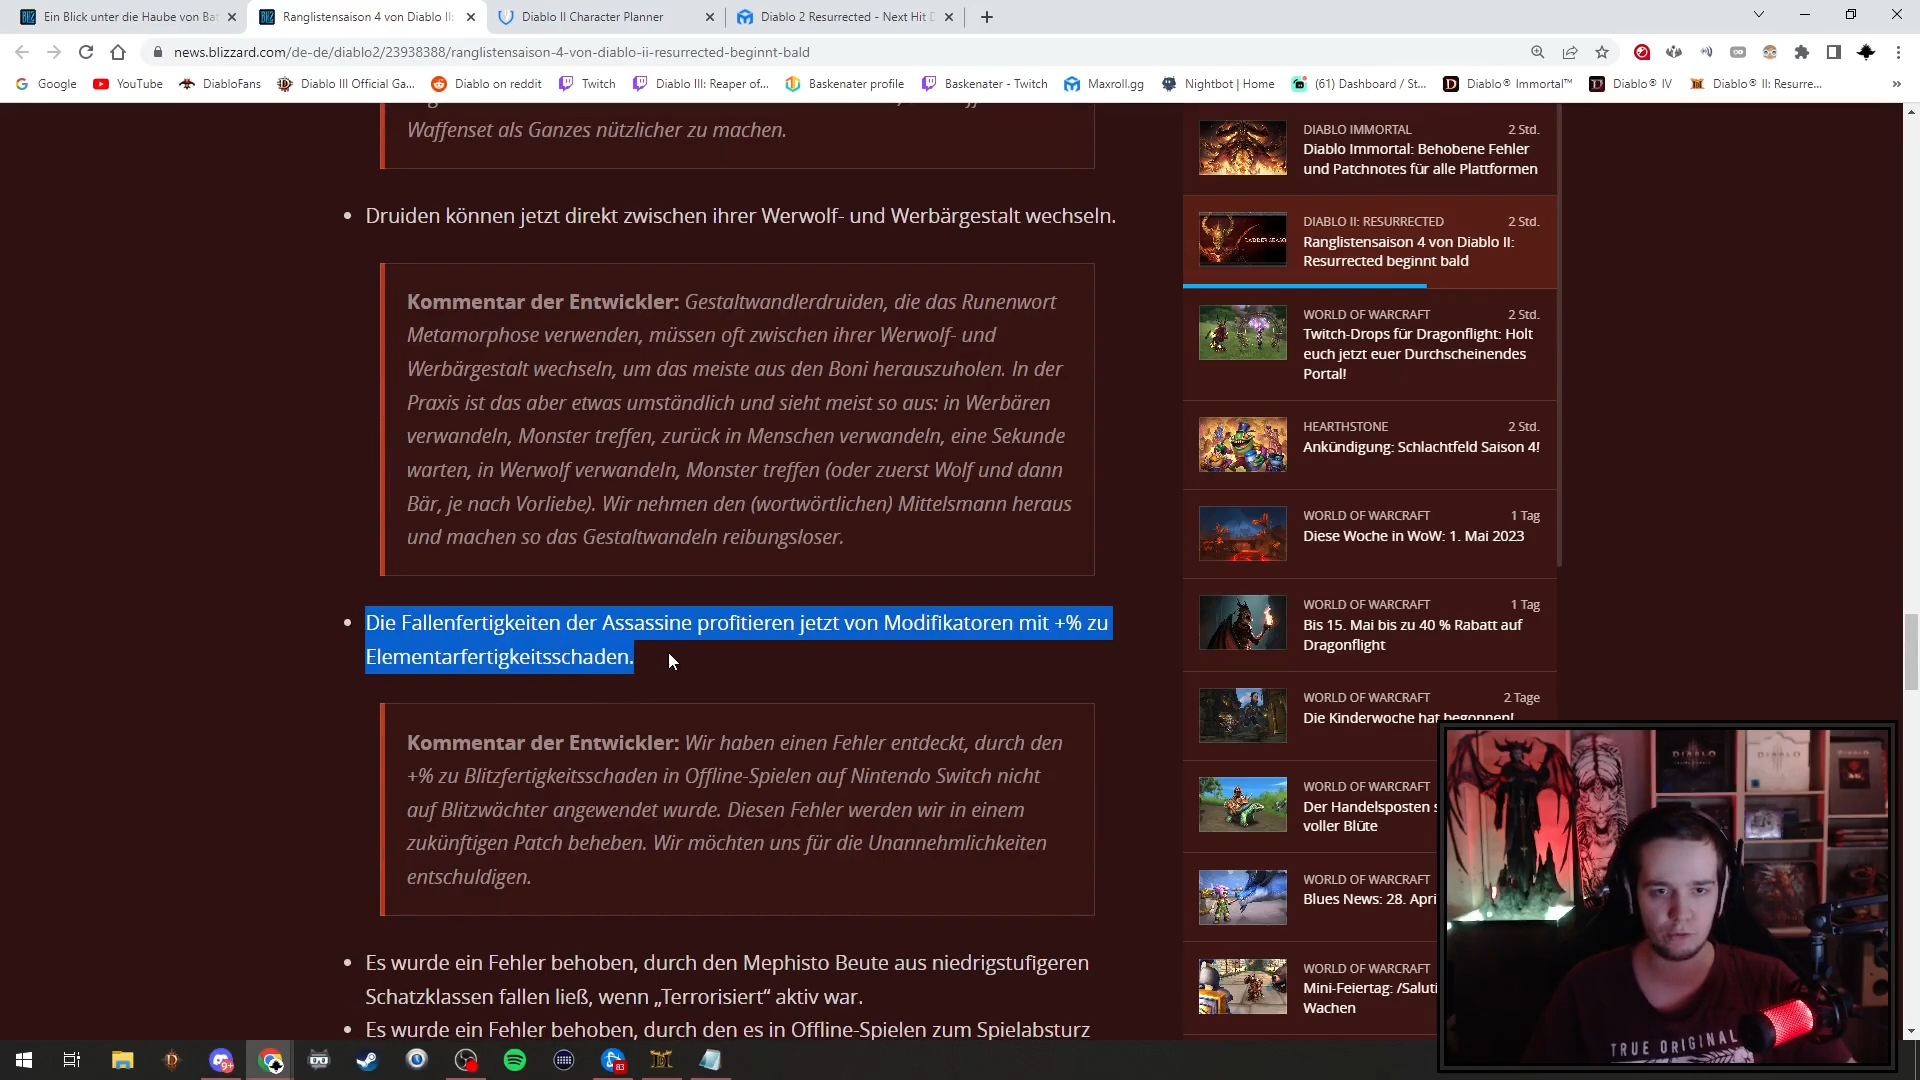 Ein Blick unter die Haube von Bat
Ranglistensaison 4 von Diablo II:
Diablo II Character Planner
Diablo 2 Resurrected - Next Hit D
news.blizzard.com/de-de/diablo2/23938388/ranglistensaison-4-von-diablo-ii-resurrected-beginnt-bald
Google
YouTube
DiabloFans
Diablo III Official Ga...
Diablo on reddit
Twitch
Diablo III: Reaper of...
Baskenater profile
Baskenater - Twitch
Maxroll.gg
Nightbot | Home
(61) Dashboard / St...
Diablo® Immortal™
Diablo® IV
Diablo® II: Resurre...
Waffenset als Ganzes nützlicher zu machen.
• Druiden können jetzt direkt zwischen ihrer Werwolf- und Werbärgestalt wechseln.
Kommentar der Entwickler: Gestaltwandlerdruiden, die das Runenwort
Metamorphose verwenden, müssen oft zwischen ihrer Werwolf- und
Werbärgestalt wechseln, um das meiste aus den Boni herauszuholen. In der
Praxis ist das aber etwas umständlich und sieht meist so aus: in Werbären
verwandeln, Monster treffen, zurück in Menschen verwandeln, eine Sekunde
warten, in Werwolf verwandeln, Monster treffen (oder zuerst Wolf und dann
Bär, je nach Vorliebe). Wir nehmen den (wortwörtlichen) Mittelsmann heraus
und machen so das Gestaltwandeln reibungsloser.
• Die Fallenfertigkeiten der Assassine profitieren jetzt von Modifikatoren mit +% zu
Elementarfertigkeitsschaden.
Kommentar der Entwickler: Wir haben einen Fehler entdeckt, durch den
+% zu Blitzfertigkeitsschaden in Offline-Spielen auf Nintendo Switch nicht
auf Blitzwächter angewendet wurde. Diesen Fehler werden wir in einem
zukünftigen Patch beheben. Wir möchten uns für die Unannehmlichkeiten
entschuldigen.
• Es wurde ein Fehler behoben, durch den Mephisto Beute aus niedrigstufigeren
Schatzklassen fallen ließ, wenn „Terrorisiert“ aktiv war.
• Es wurde ein Fehler behoben, durch den es in Offline-Spielen zum Spielabsturz
DIABLO IMMORTAL 2 Std.
Diablo Immortal: Behobene Fehler
und Patchnotes für alle Plattformen
DIABLO II: RESURRECTED 2 Std.
Ranglistensaison 4 von Diablo II:
Resurrected beginnt bald
WORLD OF WARCRAFT 2 Std.
Twitch-Drops für Dragonflight: Holt
euch jetzt euer Durchscheinendes
Portal!
HEARTHSTONE 2 Std.
Ankündigung: Schlachtfeld Saison 4!
WORLD OF WARCRAFT 1 Tag
Diese Woche in WoW: 1. Mai 2023
WORLD OF WARCRAFT 1 Tag
Bis 15. Mai bis zu 40 % Rabatt auf
Dragonflight
WORLD OF WARCRAFT 2 Tage
Die Kinderwoche hat begonnen!
WORLD OF WARCRAFT
Der Handelsposten s
voller Blüte
WORLD OF WARCRAFT
Blues News: 28. Apri
WORLD OF WARCRAFT
Mini-Feiertag: /Saluti
Wachen
DIABLO
TRUE ORIGINAL
9+
83